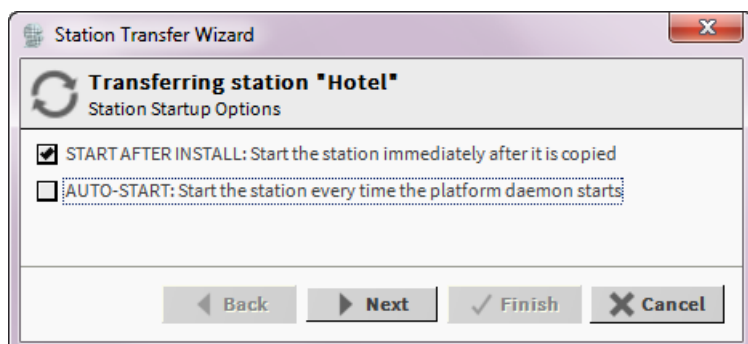 Station Transfer Wizard
Transferring station "Hotel"
Station Startup Options
START AFTER INSTALL: Start the station immediately after it is copied
AUTO-START: Start the station every time the platform daemon starts
Back Next Finish Cancel